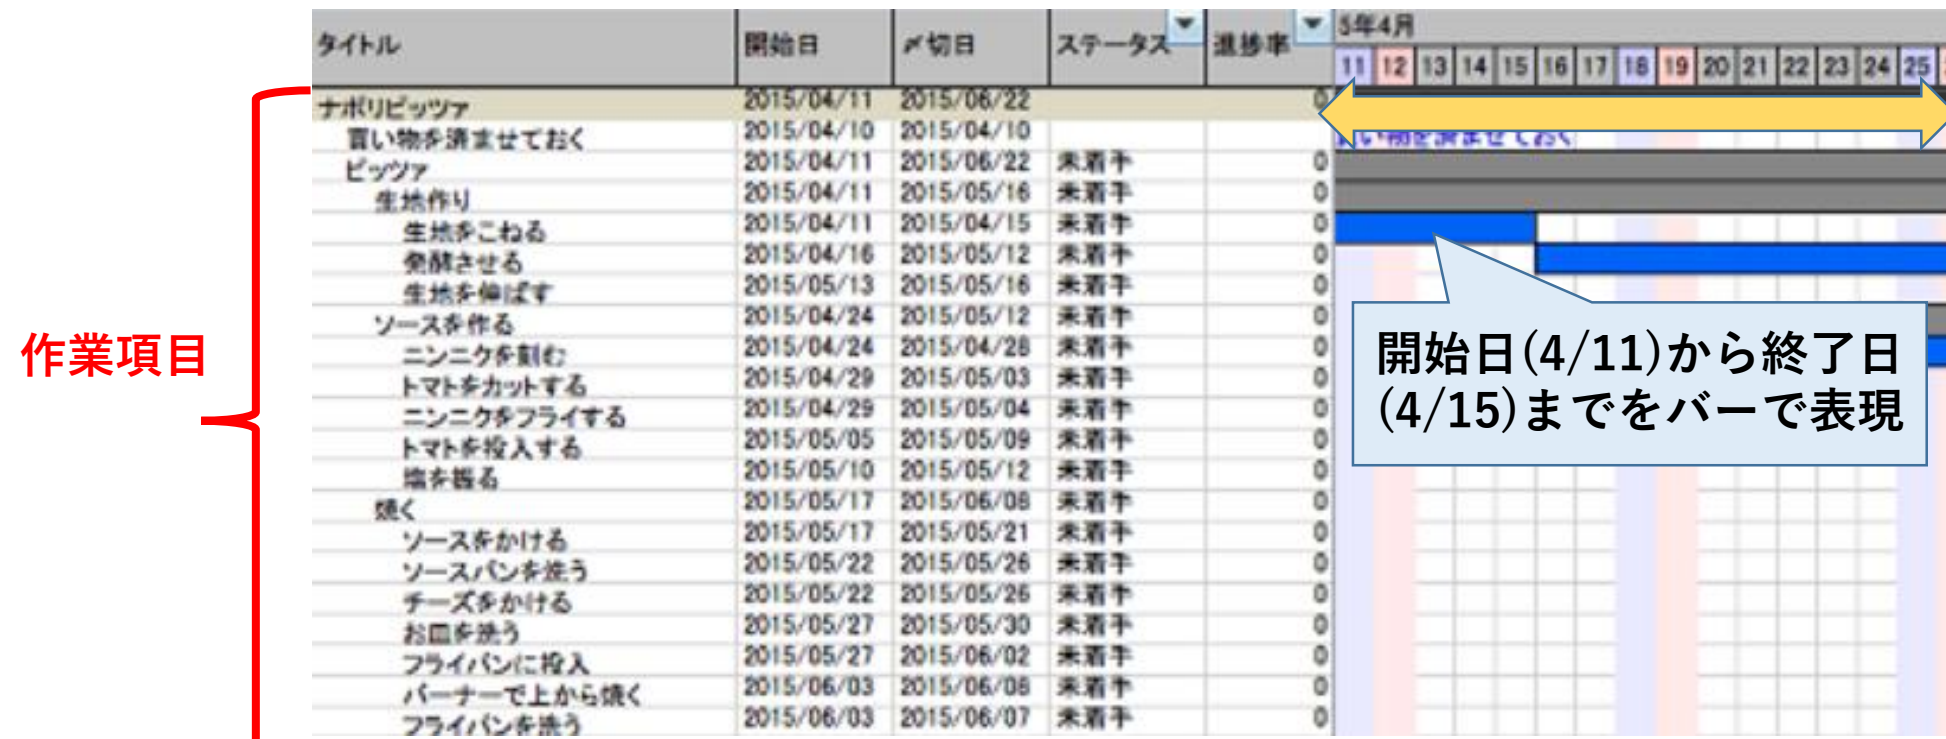 タイトル 開始日 〆切日 ステータス 進捗率 5年4月
11 12 13 14 15 16 17 18 19 20 21 22 23 24 25
ナポリピッツァ 2015/04/11 2015/06/22 0
買い物を済ませておく 2015/04/10 2015/04/10 買い物を済ませておく
ピッツァ 2015/04/11 2015/06/22 未着手 0
生地作り 2015/04/11 2015/05/16 未着手 0
生地をこねる 2015/04/11 2015/04/15 未着手 0
発酵させる 2015/04/16 2015/05/12 未着手 0
生地を伸ばす 2015/05/13 2015/05/16 未着手 0
ソースを作る 2015/04/24 2015/05/12 未着手 0
ニンニクを刻む 2015/04/24 2015/04/28 未着手 0
トマトをカットする 2015/04/29 2015/05/03 未着手 0
ニンニクをフライする 2015/04/29 2015/05/04 未着手 0
トマトを投入する 2015/05/05 2015/05/09 未着手 0
塩を振る 2015/05/10 2015/05/12 未着手 0
焼く 2015/05/17 2015/06/08 未着手 0
ソースをかける 2015/05/17 2015/05/21 未着手 0
ソースパンを洗う 2015/05/22 2015/05/26 未着手 0
チーズをかける 2015/05/22 2015/05/26 未着手 0
お皿を洗う 2015/05/27 2015/05/30 未着手 0
フライパンに投入 2015/05/27 2015/06/02 未着手 0
バーナーで上から焼く 2015/06/03 2015/06/08 未着手 0
フライパンを洗う 2015/06/03 2015/06/07 未着手 0
作業項目
開始日(4/11)から終了日
(4/15)までをバーで表現